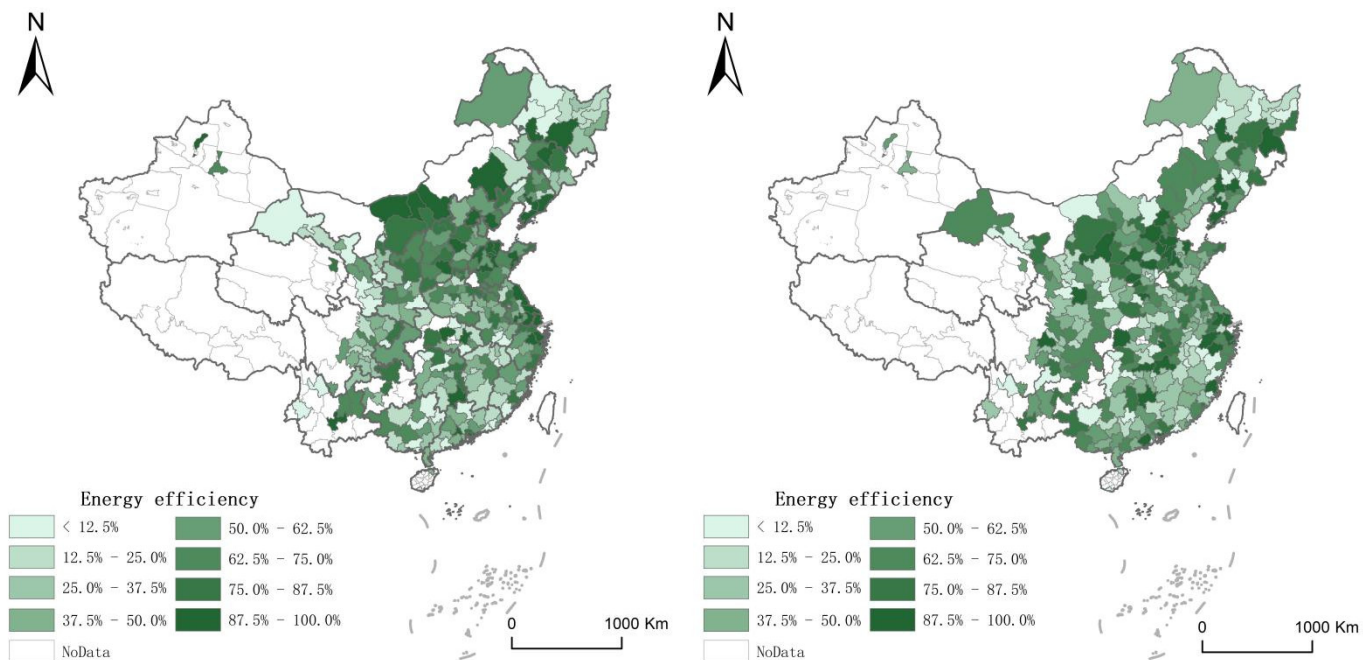 N
Energy efficiency
< 12.5%
12.5% - 25.0%
25.0% - 37.5%
37.5% - 50.0%
NoData
50.0% - 62.5%
62.5% - 75.0%
75.0% - 87.5%
87.5% - 100.0%
0 1000 Km
N
Energy efficiency
< 12.5%
12.5% - 25.0%
25.0% - 37.5%
37.5% - 50.0%
NoData
50.0% - 62.5%
62.5% - 75.0%
75.0% - 87.5%
87.5% - 100.0%
0 1000 Km